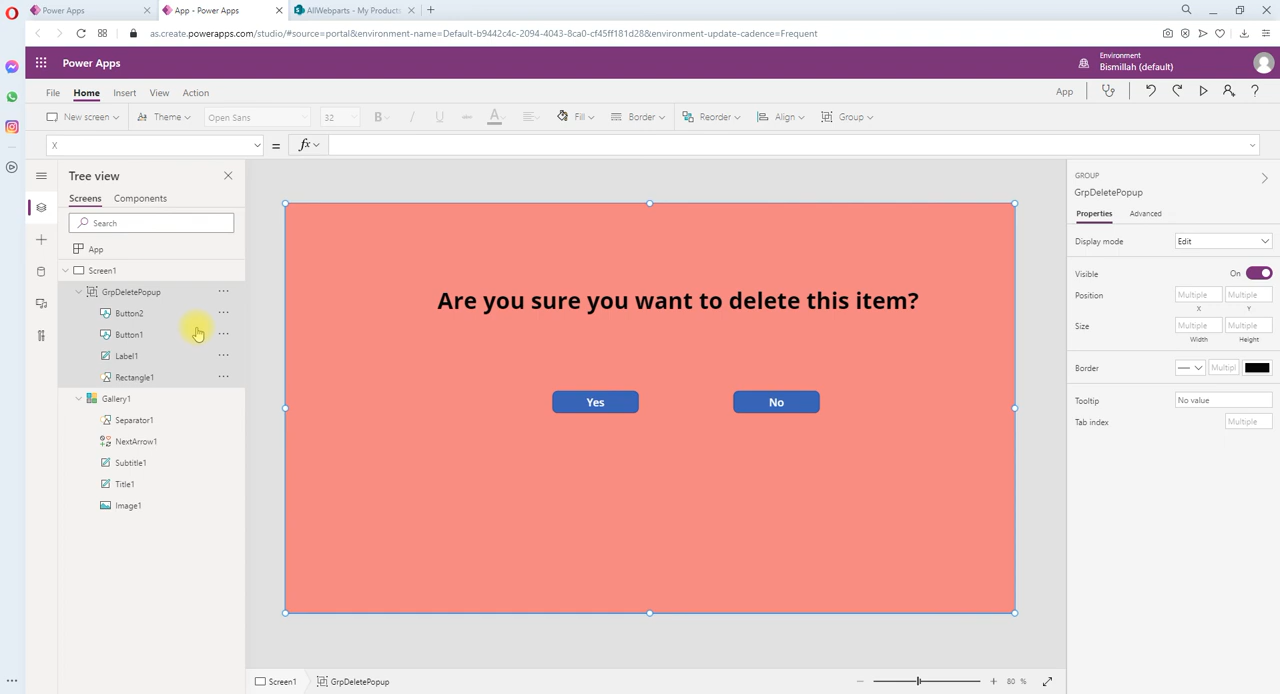 Power Apps
App - Power Apps
AllWebparts - My Products
as.create.powerapps.com/studio/#source=portal&environment-name=Default-b9442c4c-2094-4043-8ca0-cf45ff181d28&environment-update-cadence=Frequent
Power Apps
Environment
Bismillah (default)
File Home Insert View Action
App
New screen
Theme
Open Sans
32
B
I
U
A
Fill
Border
Reorder
Align
Group
X
=
fx
Tree view
Screens Components
Search
App
Screen1
GrpDeletePopup
Button2
Button1
Label1
Rectangle1
Gallery1
Separator1
NextArrow1
Subtitle1
Title1
Image1
Are you sure you want to delete this item?
Yes
No
GROUP
GrpDeletePopup
Properties Advanced
Display mode Edit
Visible On
Position Multiple Multiple
X Y
Size Multiple Multiple
Width Height
Border Multipl
Tooltip No value
Tab index Multiple
Screen1
GrpDeletePopup
80 %